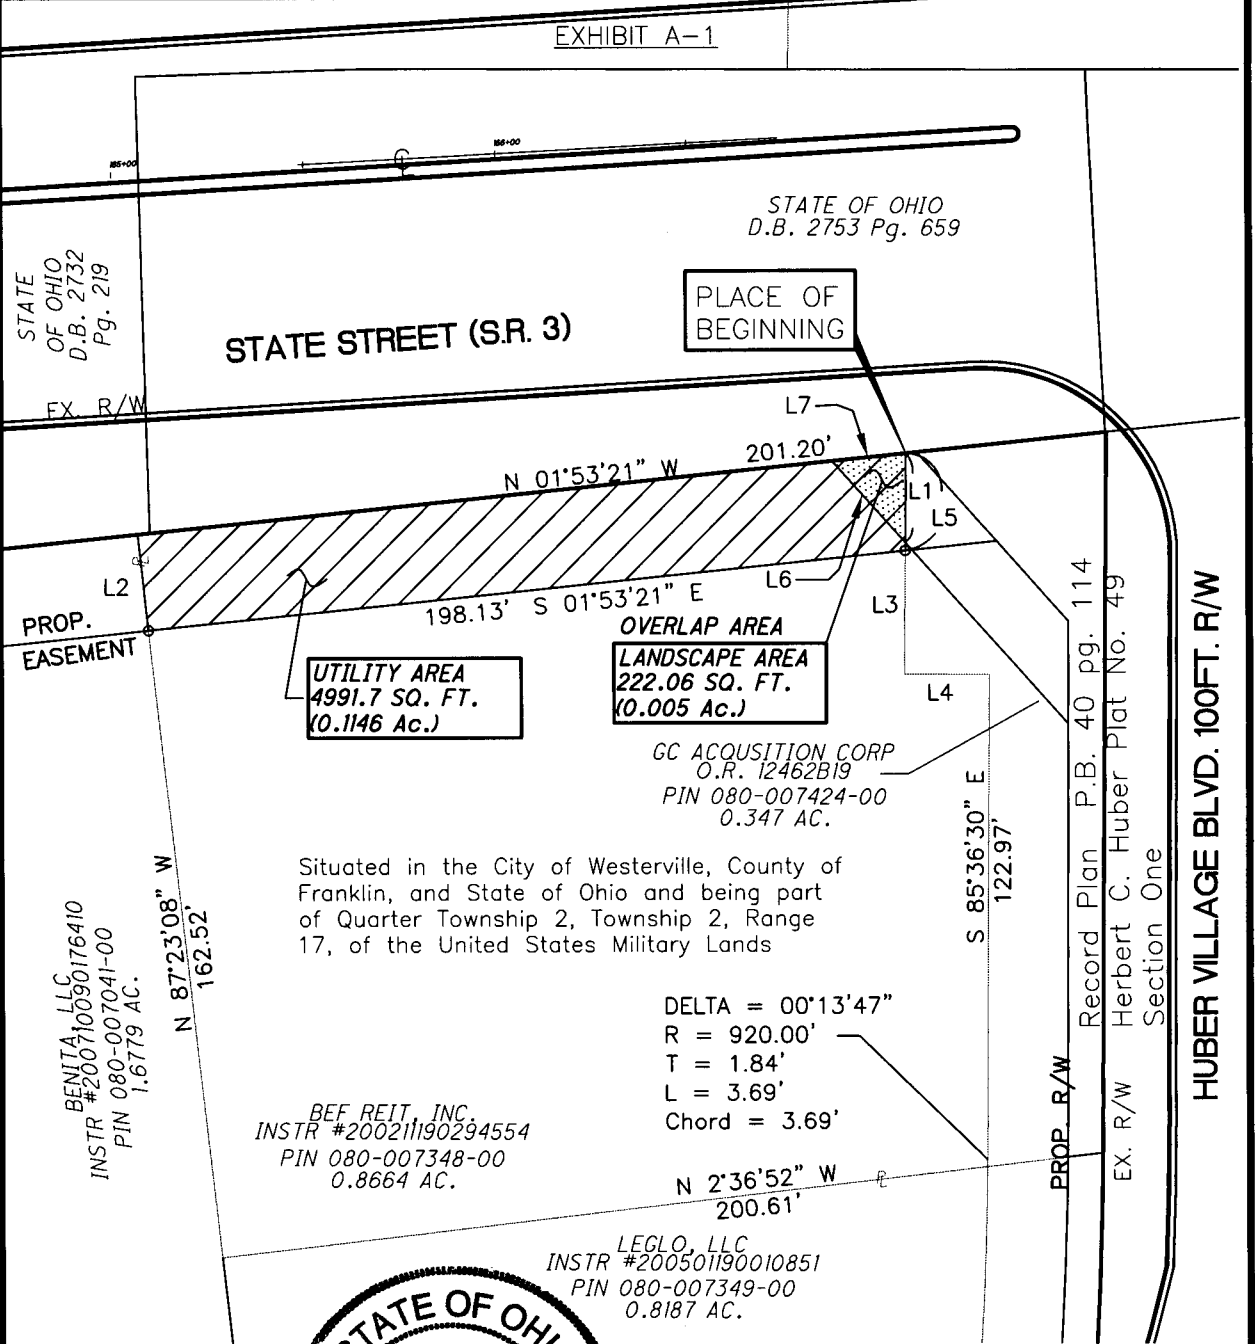 EXHIBIT A-1
165+00
166+00
STATE OF OHIO
D.B. 2753 Pg. 659
STATE
OF OHIO
D.B. 2732
Pg. 219
PLACE OF
BEGINNING
STATE STREET (S.R. 3)
EX. R/W
L7
201.20'
N 01°53'21" W
L1
L5
L2
L6
L3
198.13' S 01°53'21" E
PROP.
EASEMENT
OVERLAP AREA
LANDSCAPE AREA
222.06 SQ. FT.
(0.005 Ac.)
UTILITY AREA
4991.7 SQ. FT.
(0.1146 Ac.)
L4
GC ACQUSITION CORP
O.R. 12462B19
PIN 080-007424-00
0.347 AC.
S 85°36'30" E
122.97'
Record Plan P.B. 40 pg. 114
Herbert C. Huber Plat No. 49
Section One
HUBER VILLAGE BLVD. 100FT. R/W
Situated in the City of Westerville, County of
Franklin, and State of Ohio and being part
of Quarter Township 2, Township 2, Range
17, of the United States Military Lands
N 87°23'08" W
162.52'
BENITA, LLC
INSTR #200710090176410
PIN 080-007041-00
1.6779 AC.
DELTA = 00°13'47"
R = 920.00'
T = 1.84'
L = 3.69'
Chord = 3.69'
PROP. R/W
EX. R/W
BEF REIT, INC.
INSTR #200211190294554
PIN 080-007348-00
0.8664 AC.
N 2°36'52" W
200.61'
LEGLO, LLC
INSTR #200501190010851
PIN 080-007349-00
0.8187 AC.
STATE OF OHI